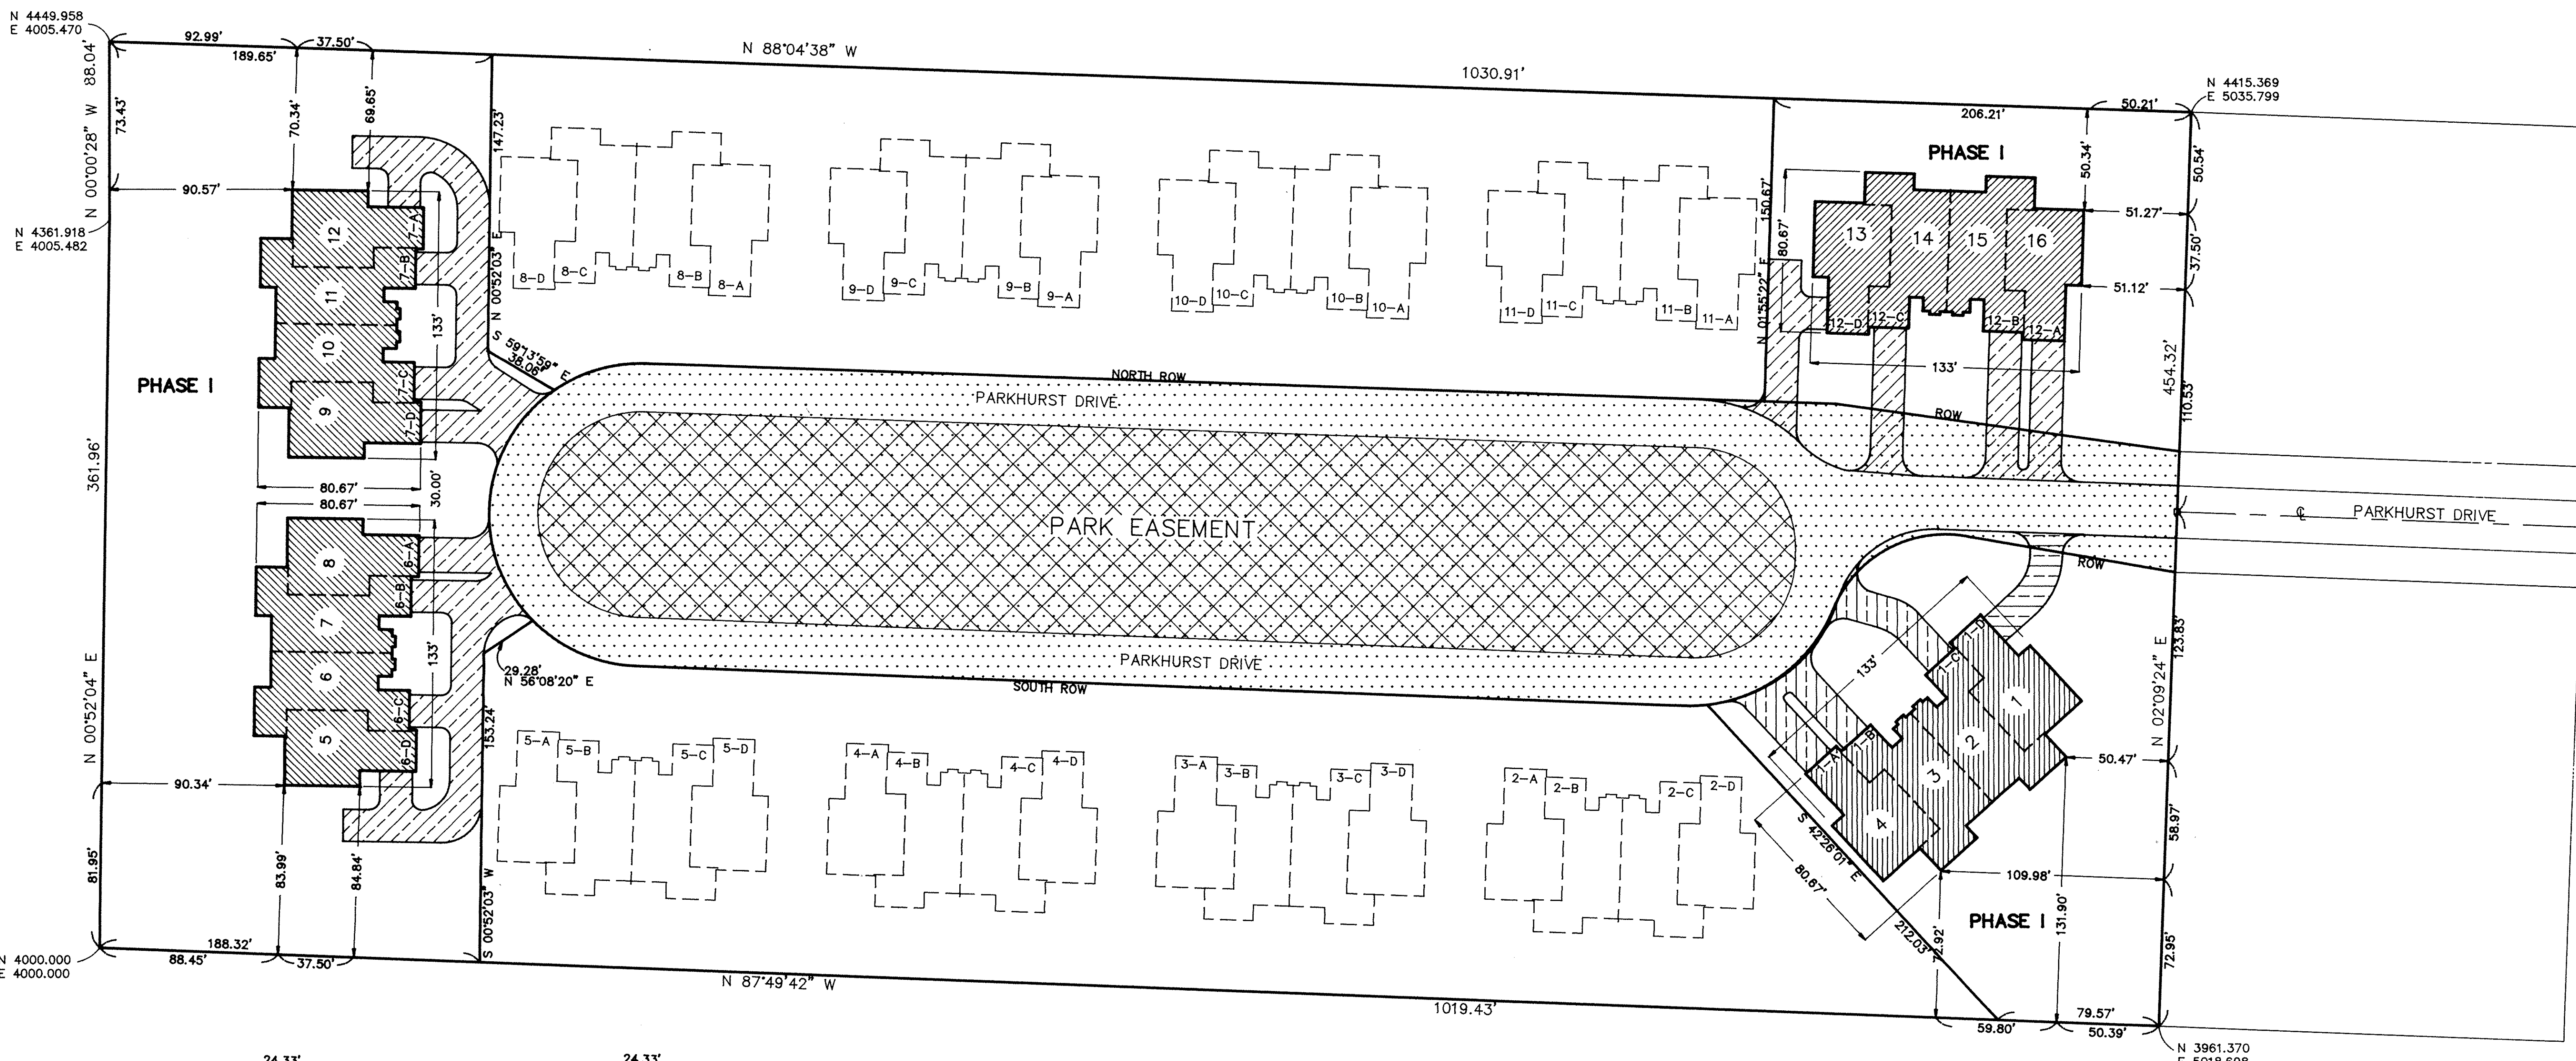 N 4449.958
E 4005.470
92.99'
37.50'
189.65'
N 88°04'38" W
1030.91'
N 4415.369
E 5035.799
206.21'
50.21'
N 00°00'28" W 88.04'
73.43'
70.34'
69.65'
147.23'
PHASE I
50.34'
50.54'
90.57'
N 4361.918
E 4005.482
12
11
10
9
7-A
7-B
7-C
7-D
133'
N 00°52'03" E
8-D
8-C
8-B
8-A
9-D
9-C
9-B
9-A
10-D
10-C
10-B
10-A
11-D
11-C
11-B
11-A
150.67'
80.67'
N 01°55'22" E
13
14
15
16
12-D
12-C
12-B
12-A
133'
51.27'
37.50'
51.12'
454.32'
110.53'
PHASE I
S 59°13'59" E
38.06'
NORTH ROW
PARKHURST DRIVE
ROW
361.96'
80.67'
30.00'
80.67'
PARK EASEMENT
℄ PARKHURST DRIVE
ROW
8
7
6
5
6-A
6-B
6-C
6-D
133'
29.28'
N 56°08'20" E
PARKHURST DRIVE
SOUTH ROW
133'
1-D
1-C
1-B
1-A
1
2
3
4
123.83'
N 02°09'24" E
50.47'
N 00°52'04" E
90.34'
153.24'
5-A
5-B
5-C
5-D
4-A
4-B
4-C
4-D
3-A
3-B
3-C
3-D
2-A
2-B
2-C
2-D
S 42°26'01" E
80.67'
212.03'
58.97'
109.98'
81.95'
83.99'
84.84'
S 00°52'03" W
PHASE I
72.92'
131.90'
72.95'
188.32'
88.45'
37.50'
N 4000.000
E 4000.000
N 87°49'42" W
1019.43'
59.80'
79.57'
50.39'
N 3961.370
24.33'
24.33'